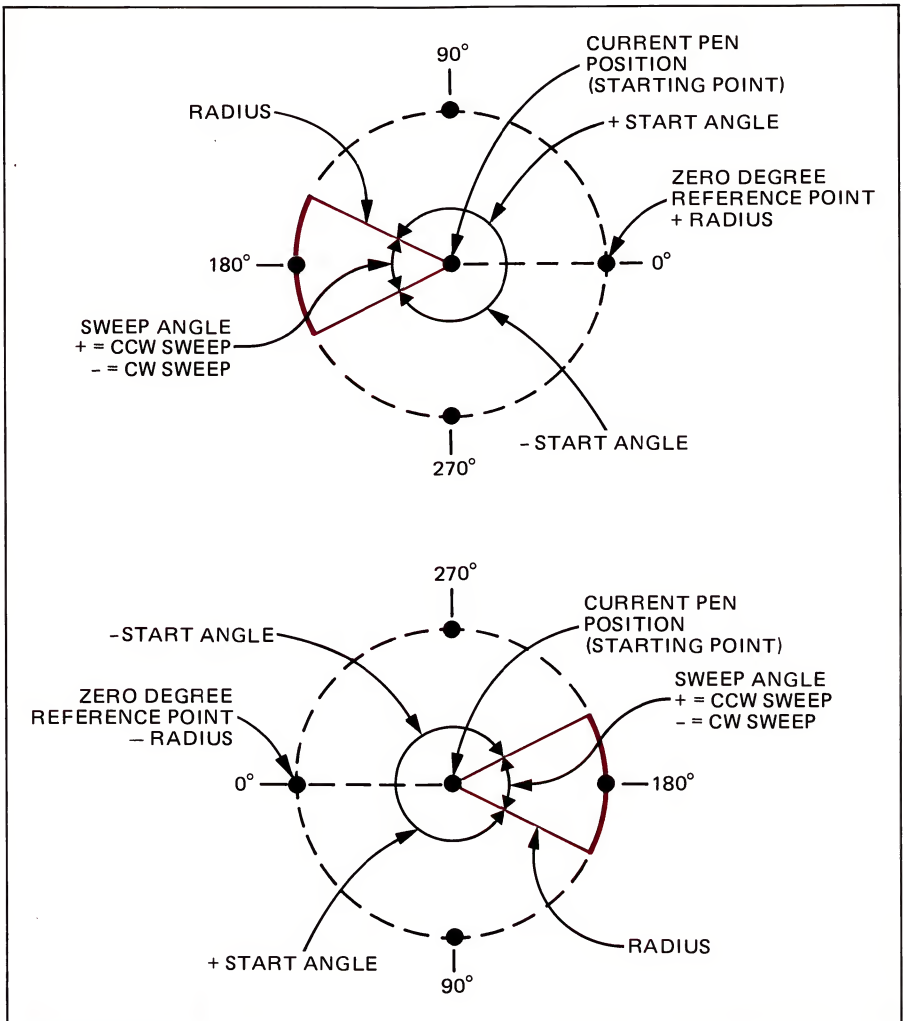 90°
CURRENT PEN
POSITION
(STARTING POINT)
RADIUS
+ START ANGLE
ZERO DEGREE
REFERENCE POINT
+ RADIUS
180°
0°
SWEEP ANGLE
+ = CCW SWEEP
- = CW SWEEP
- START ANGLE
270°
270°
CURRENT PEN
POSITION
(STARTING POINT)
-START ANGLE
SWEEP ANGLE
+ = CCW SWEEP
- = CW SWEEP
ZERO DEGREE
REFERENCE POINT
— RADIUS
0°
180°
RADIUS
+ START ANGLE
90°